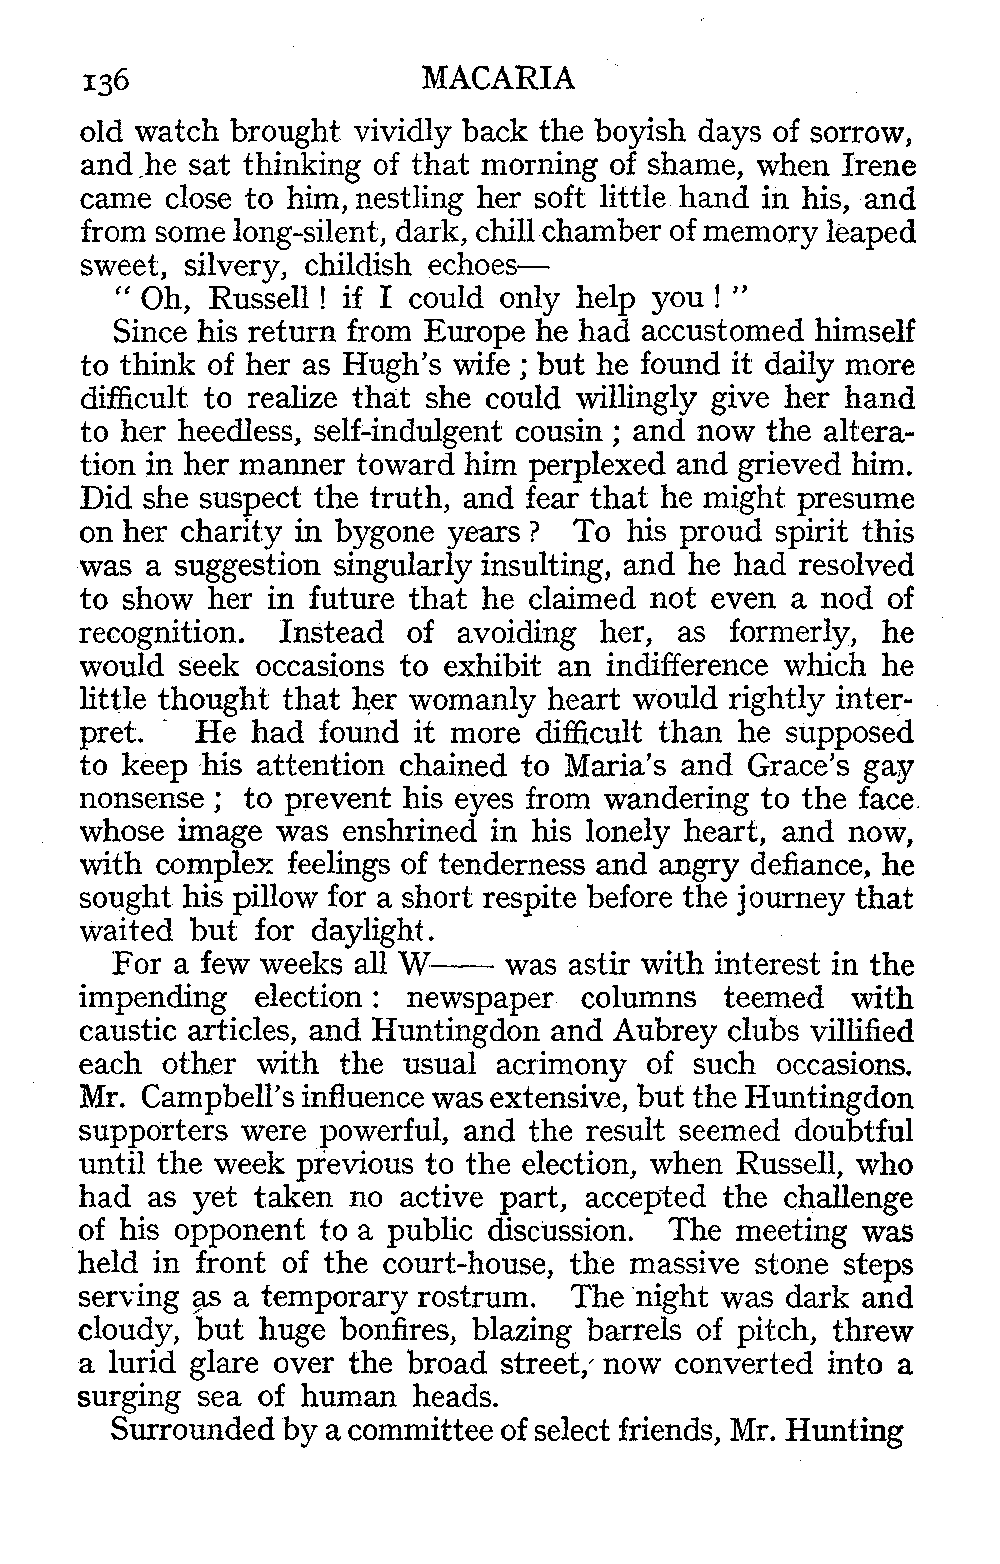 136 MACARIA
old watch brought vividly back the boyish days of sorrow,
and he sat thinking of that morning of shame, when Irene
came close to him, nestling her soft little hand in his, and
from some long-silent, dark, chill chamber of memory leaped
sweet, silvery, childish echoes—
“ Oh, Russell ! if I could only help you ! ”
Since his return from Europe he had accustomed himself
to think of her as Hugh’s wife ; but he found it daily more
difficult to realize that she could willingly give her hand
to her heedless, self-indulgent cousin ; and now the altera-
tion in her manner toward him perplexed and grieved him.
Did she suspect the truth, and fear that he might presume
on her charity in bygone years ? To his proud spirit this
was a suggestion singularly insulting, and he had resolved
to show her in future that he claimed not even a nod of
recognition. Instead of avoiding her, as formerly, he
would seek occasions to exhibit an indifference which he
little thought that her womanly heart would rightly inter-
pret. He had found it more difficult than he supposed
to keep his attention chained to Maria’s and Grace’s gay
nonsense ; to prevent his eyes from wandering to the face
whose image was enshrined in his lonely heart, and now,
with complex feelings of tenderness and angry defiance, he
sought his pillow for a short respite before the journey that
waited but for daylight.
For a few weeks all W—— was astir with interest in the
impending election : newspaper columns teemed with
caustic articles, and Huntingdon and Aubrey clubs villified
each other with the usual acrimony of such occasions.
Mr. Campbell’s influence was extensive, but the Huntingdon
supporters were powerful, and the result seemed doubtful
until the week previous to the election, when Russell, who
had as yet taken no active part, accepted the challenge
of his opponent to a public discussion. The meeting was
held in front of the court-house, the massive stone steps
serving as a temporary rostrum. The night was dark and
cloudy, but huge bonfires, blazing barrels of pitch, threw
a lurid glare over the broad street, now converted into a
surging sea of human heads.
Surrounded by a committee of select friends, Mr. Hunting